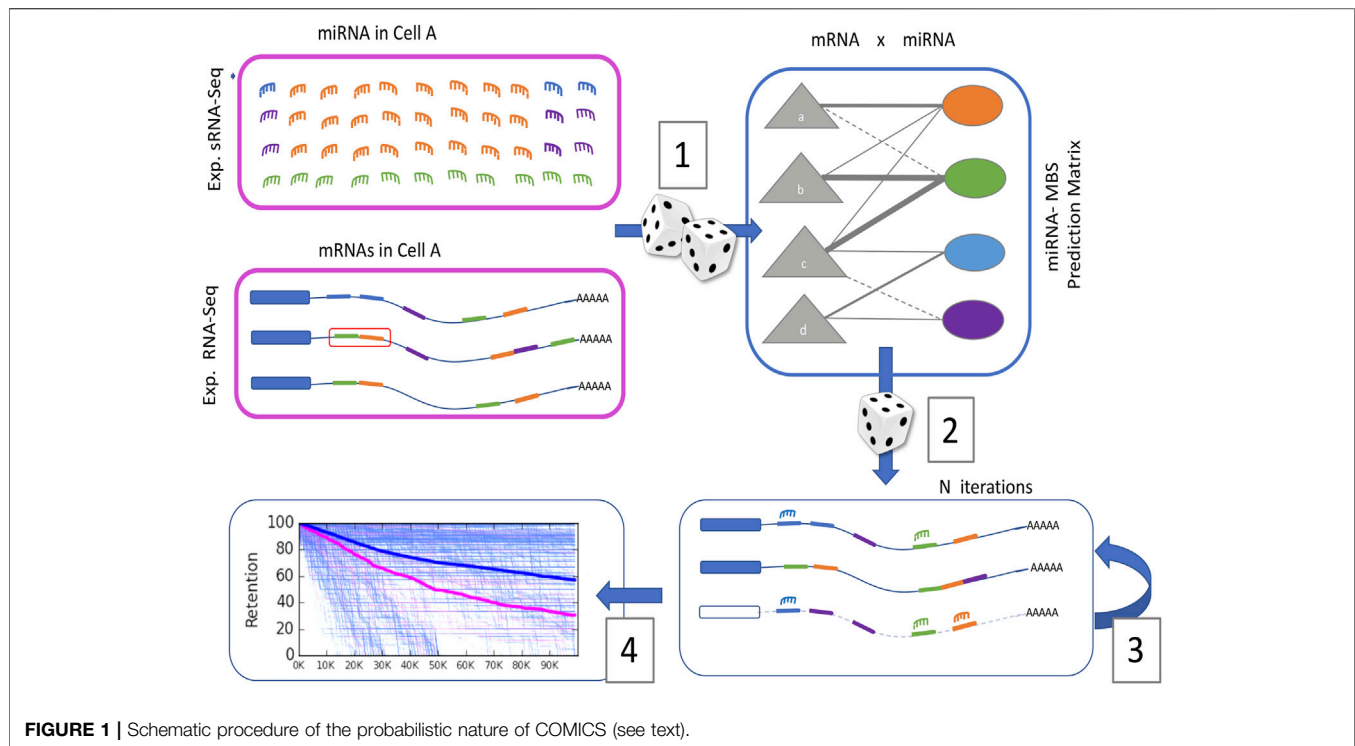 miRNA in Cell A
Exp. sRNA-Seq
mRNAs in Cell A
Exp. RNA-Seq
AAAAA
AAAAA
AAAAA
1
mRNA x miRNA
a
b
c
d
miRNA- MBS
Prediction Matrix
2
N iterations
AAAAA
AAAAA
AAAAA
3
4
Retention
100
80
60
40
20
0
0K 10K 20K 30K 40K 50K 60K 70K 80K 90K
FIGURE 1 | Schematic procedure of the probabilistic nature of COMICS (see text).